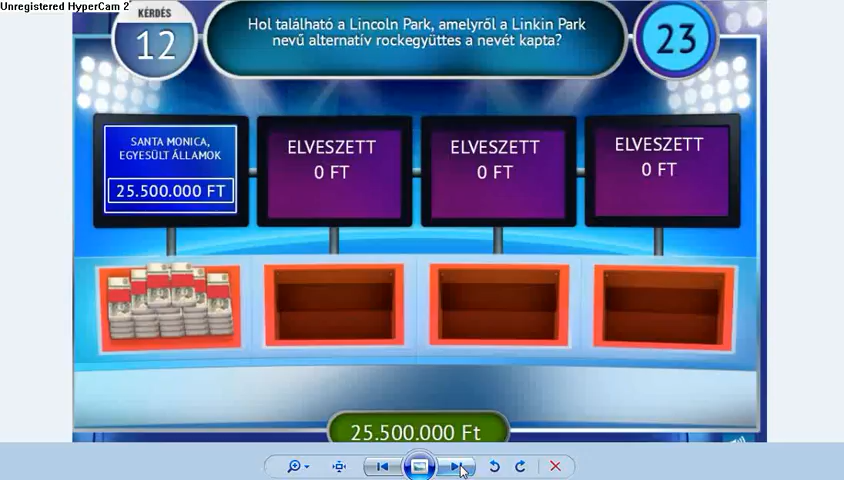 Unregistered HyperCam 2
KÉRDÉS
12
Hol található a Lincoln Park, amelyről a Linkin Park
nevű alternatív rockegyüttes a nevét kapta?
23
SANTA MONICA,
EGYESÜLT ÁLLAMOK
25.500.000 FT
ELVESZETT
0 FT
ELVESZETT
0 FT
ELVESZETT
0 FT
25.500.000 Ft